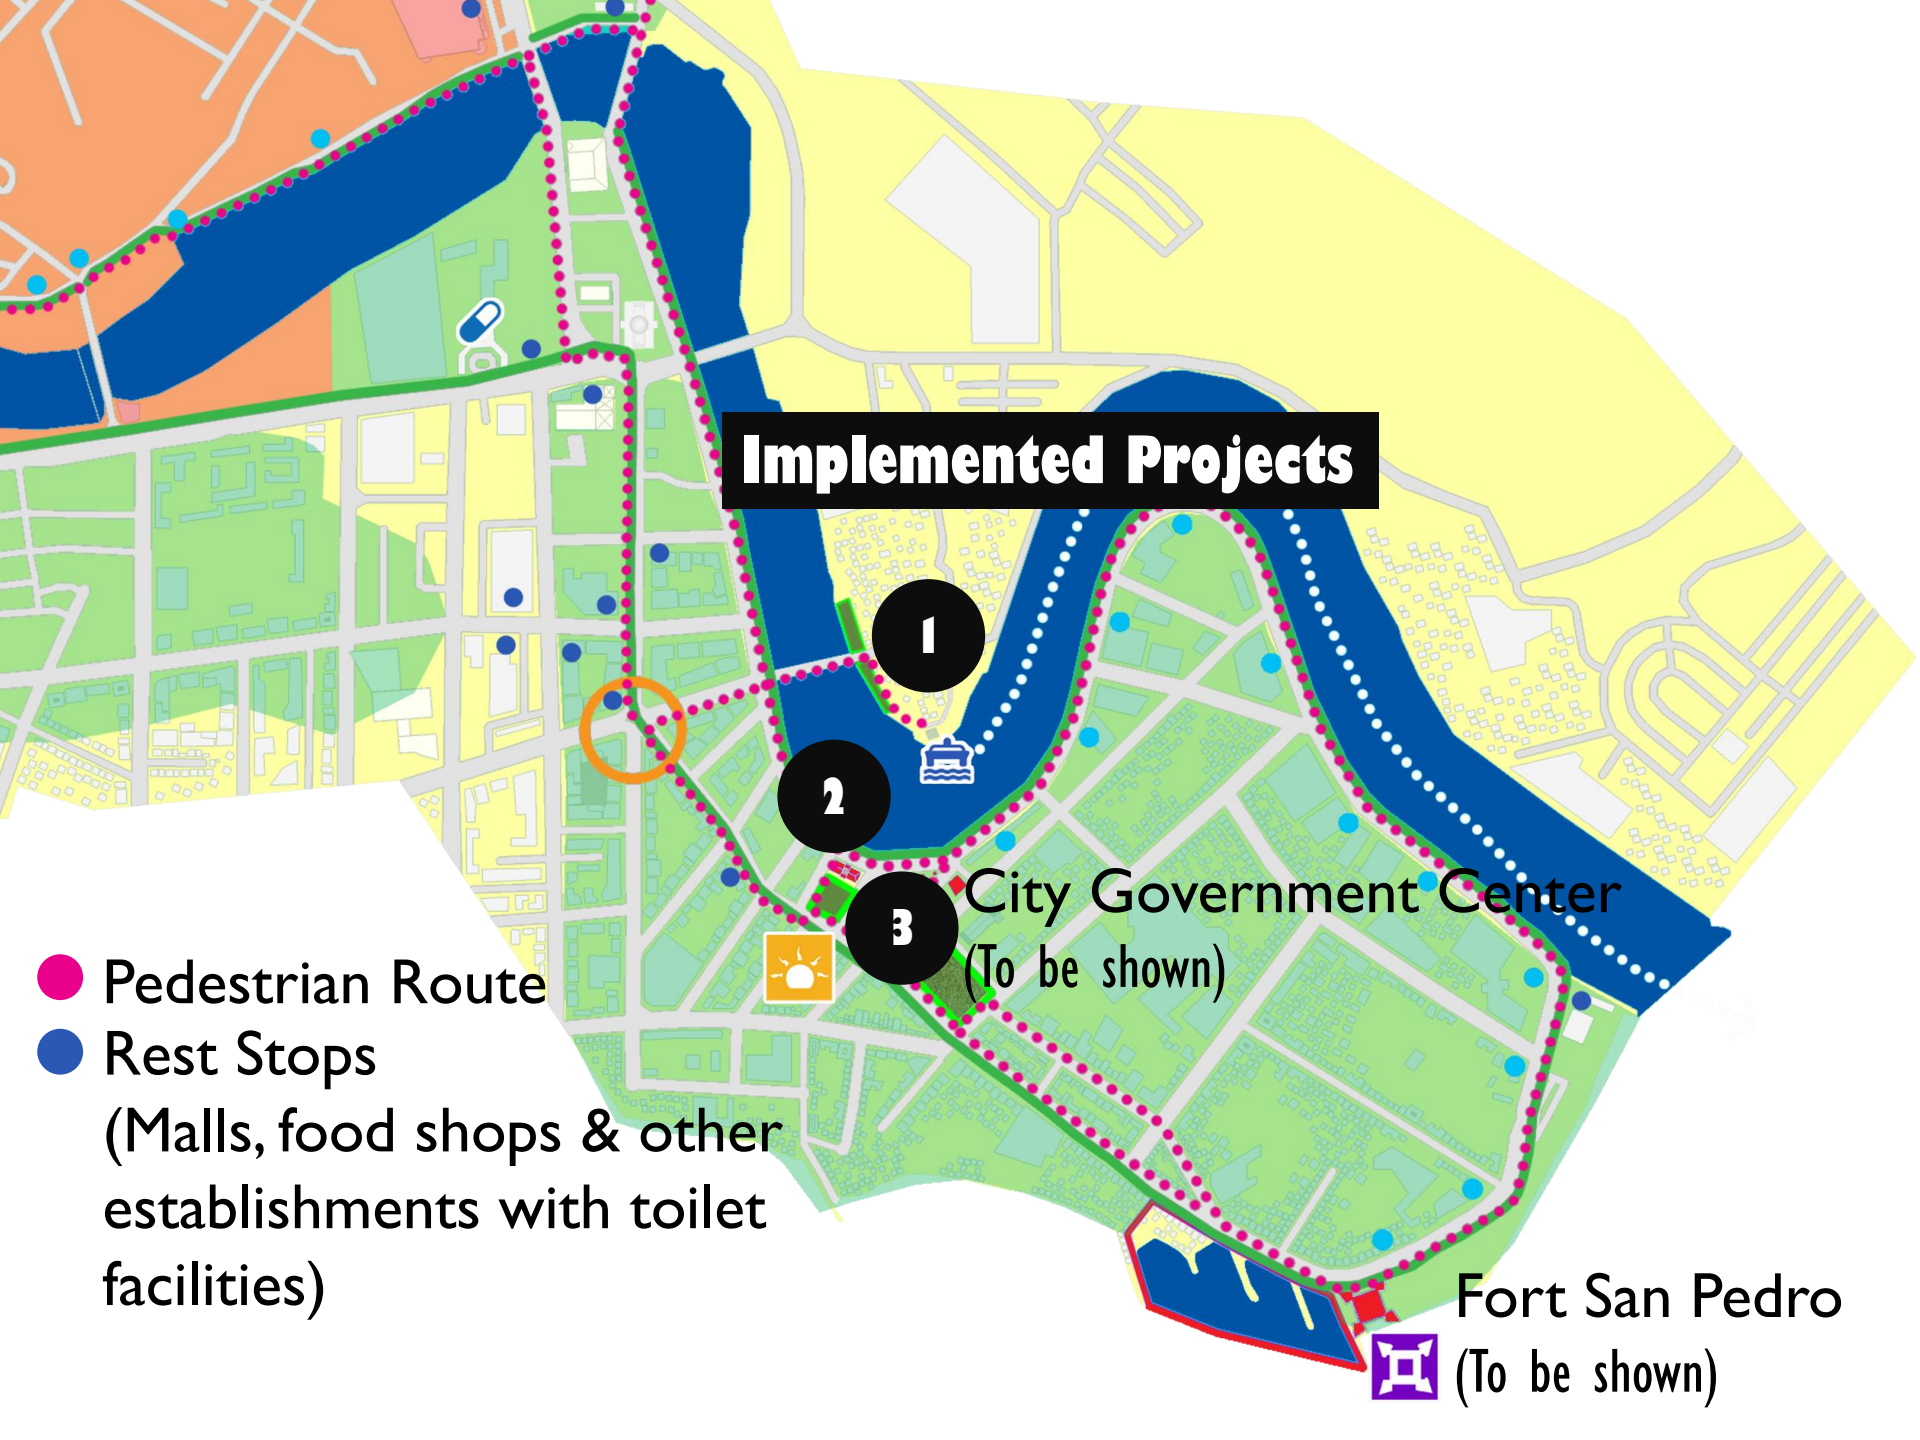 Implemented Projects
1
2
3
City Government Center
(To be shown)
Pedestrian Route
Rest Stops
(Malls, food shops & other
establishments with toilet
facilities)
Fort San Pedro
(To be shown)